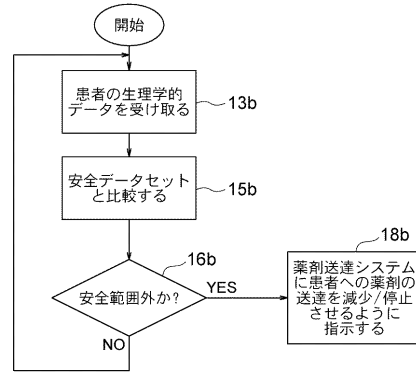 開始
患者の生理学的
データを受け取る
13b
安全データセット
と比較する
15b
16b
安全範囲外か?
YES
NO
18b
薬剤送達システム
に患者への薬剤の
送達を減少/停止
させるように
指示する